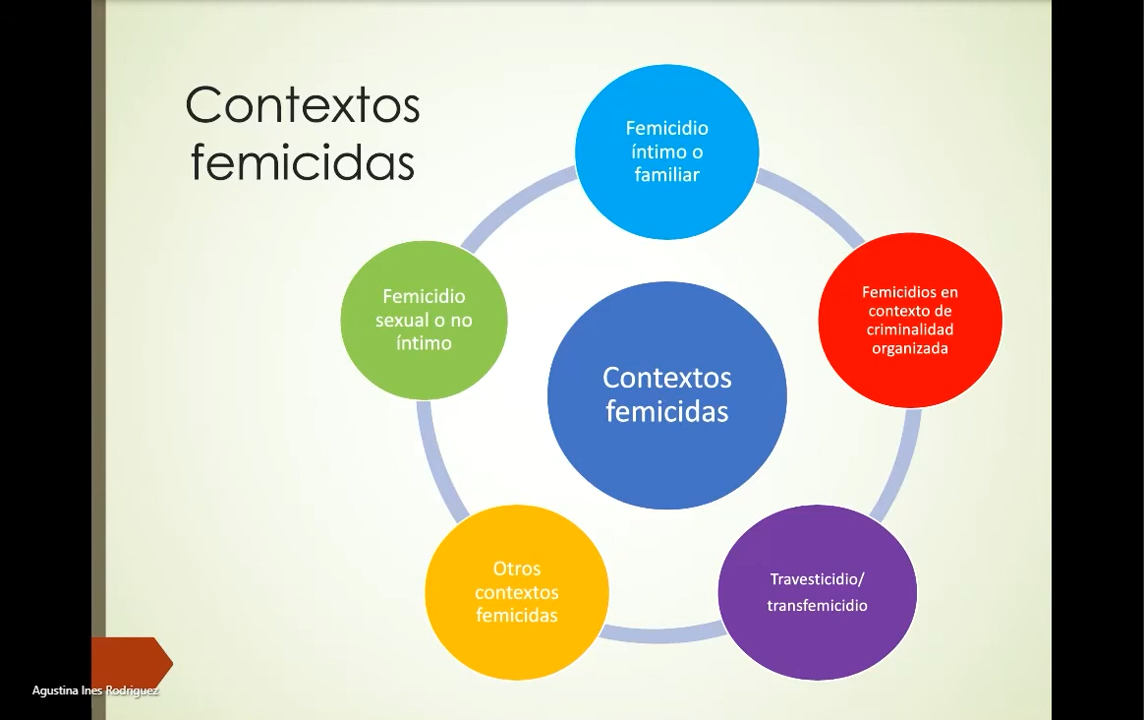 Contextos
femicidas
Femicidio
íntimo o
familiar
Femicidios en
contexto de
criminalidad
organizada
Travesticidio/
transfemicidio
Otros
contextos
femicidas
Femicidio
sexual o no
íntimo
Contextos
femicidas
Agustina Ines Rodriguez